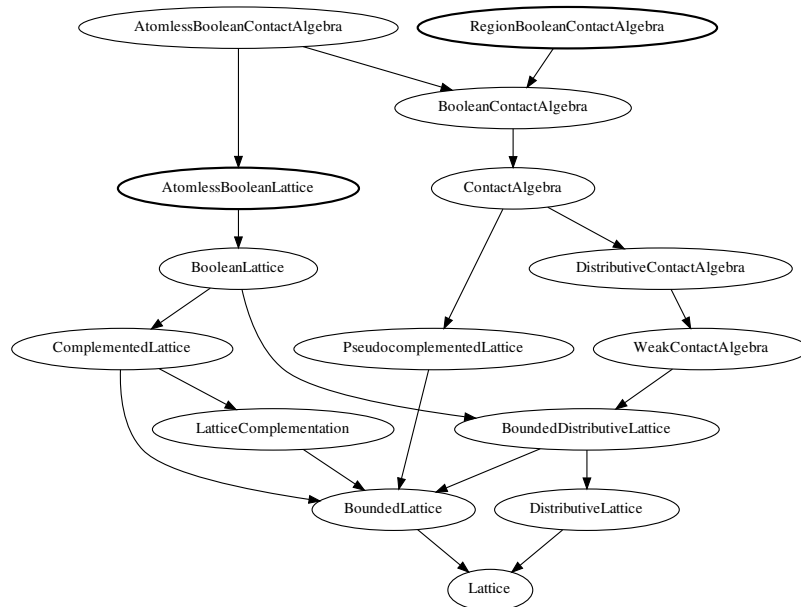 AtomlessBooleanContactAlgebra
RegionBooleanContactAlgebra
BooleanContactAlgebra
AtomlessBooleanLattice
ContactAlgebra
BooleanLattice
DistributiveContactAlgebra
ComplementedLattice
PseudocomplementedLattice
WeakContactAlgebra
LatticeComplementation
BoundedDistributiveLattice
BoundedLattice
DistributiveLattice
Lattice